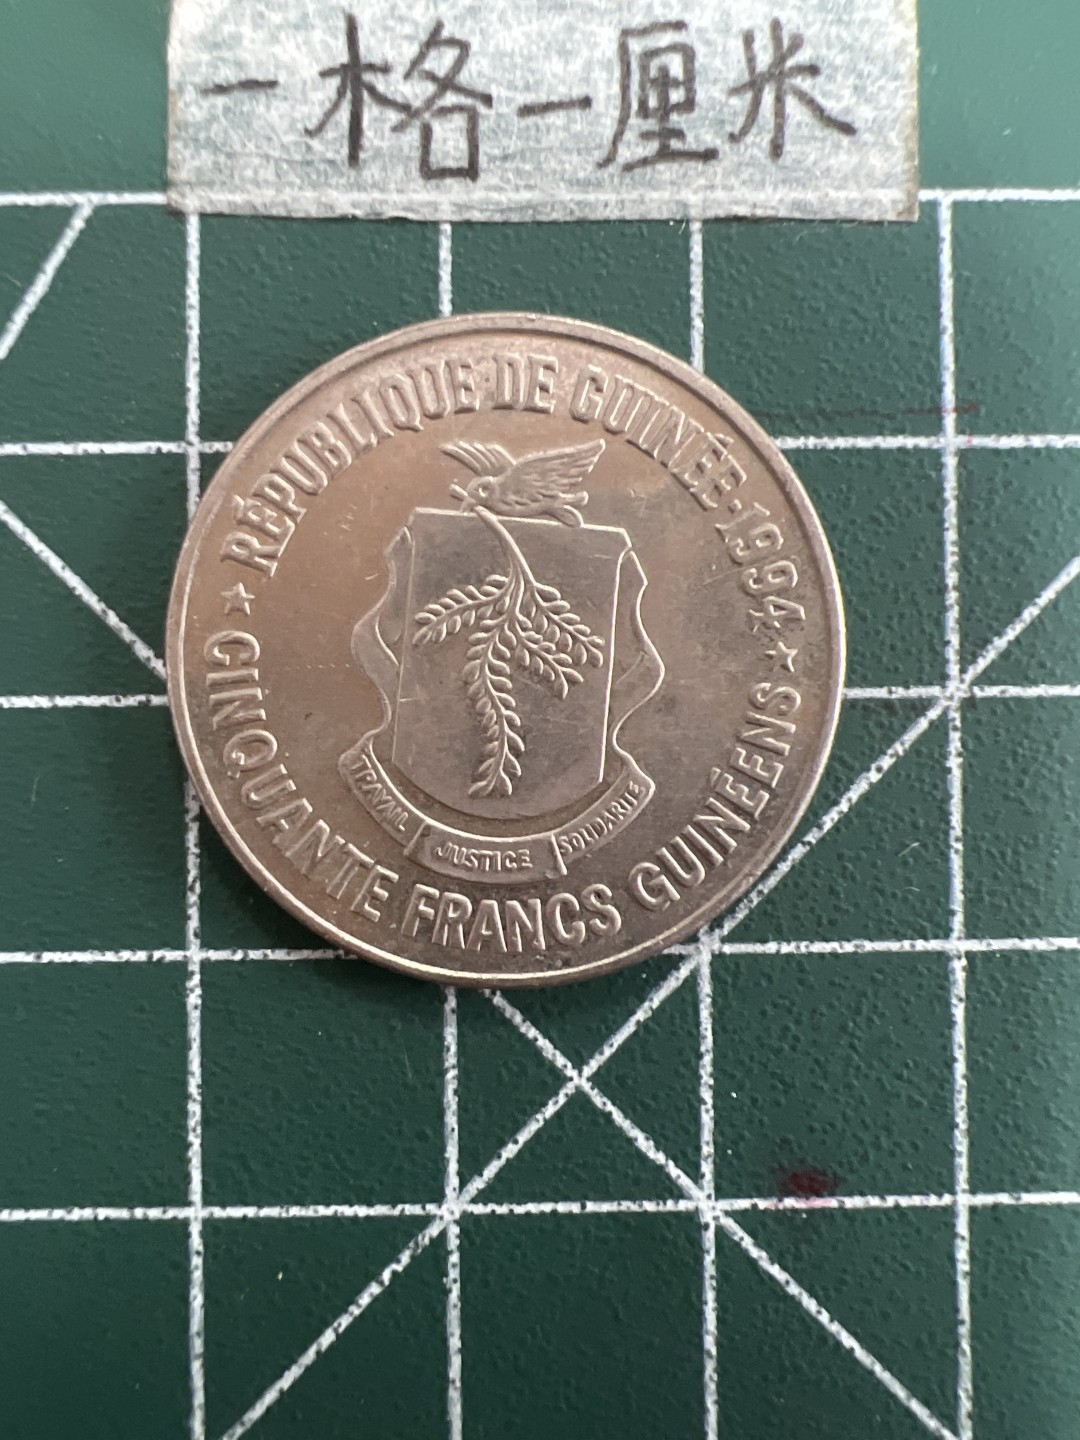 一格一厘米
RÉPUBLIQUE DE GUINÉE·1994
TRAVAIL JUSTICE SOLIDARITÉ
CINQUANTE FRANCS GUINÉENS